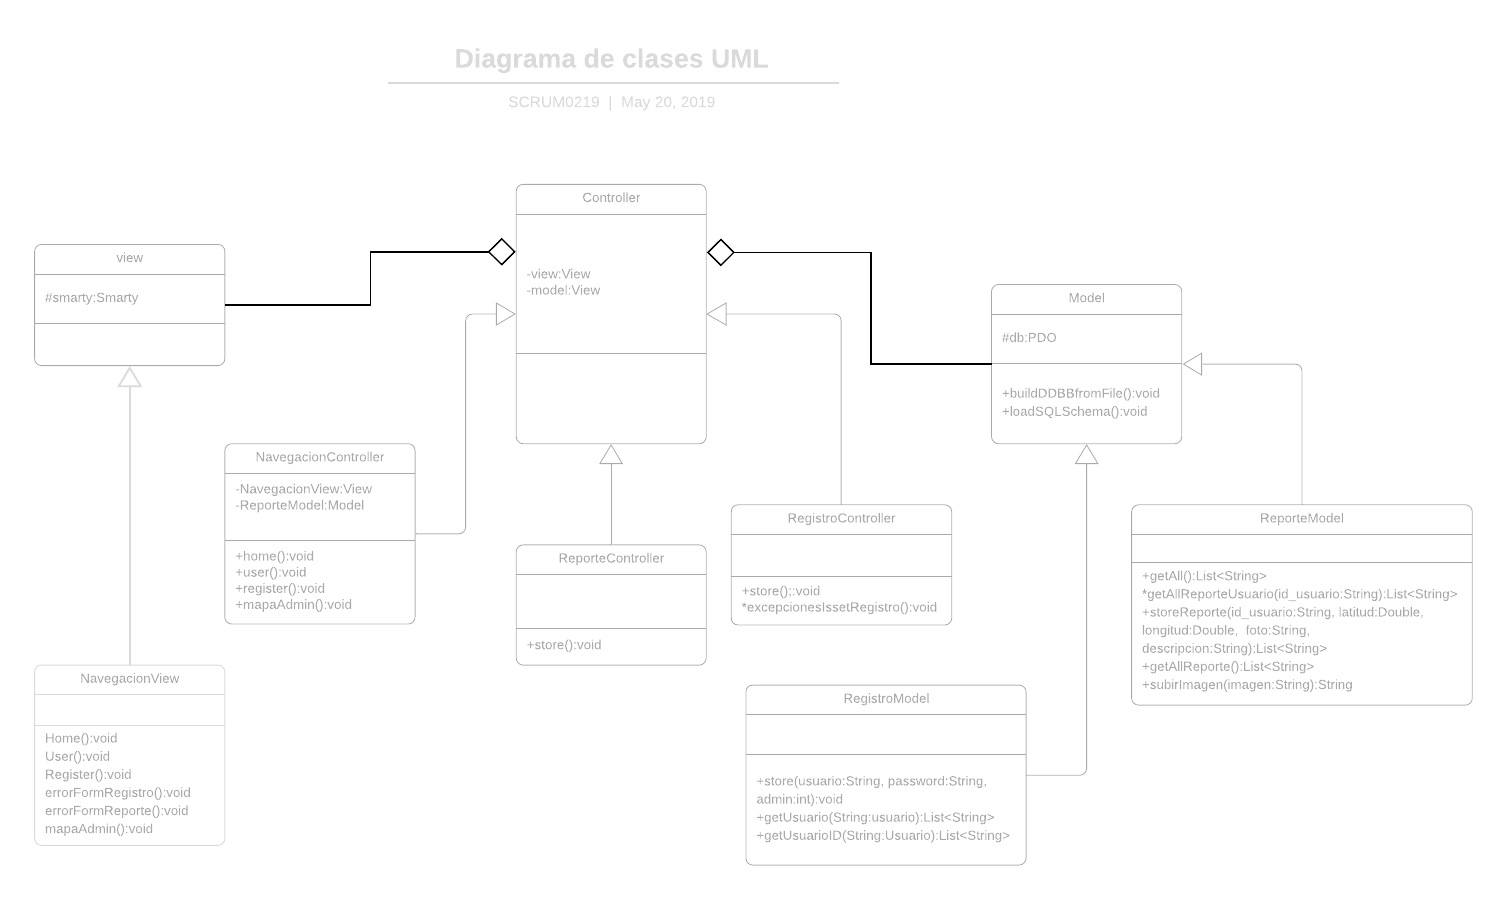 Diagrama de clases UML
SCRUM0219 | May 20, 2019
Controller
-view:View
-model:View
view
#smarty:Smarty
Model
#db:PDO
+buildDDBBfromFile():void
+loadSQLSchema():void
NavegacionController
-NavegacionView:View
-ReporteModel:Model
+home():void
+user():void
+register():void
+mapaAdmin():void
ReporteController
+store():void
RegistroController
+store();:void
*excepcionesIssetRegistro():void
ReporteModel
+getAll():List<String>
*getAllReporteUsuario(id_usuario:String):List<String>
+storeReporte(id_usuario:String, latitud:Double,
longitud:Double,  foto:String,
descripcion:String):List<String>
+getAllReporte():List<String>
+subirImagen(imagen:String):String
NavegacionView
Home():void
User():void
Register():void
errorFormRegistro():void
errorFormReporte():void
mapaAdmin():void
RegistroModel
+store(usuario:String, password:String,
admin:int):void
+getUsuario(String:usuario):List<String>
+getUsuarioID(String:Usuario):List<String>